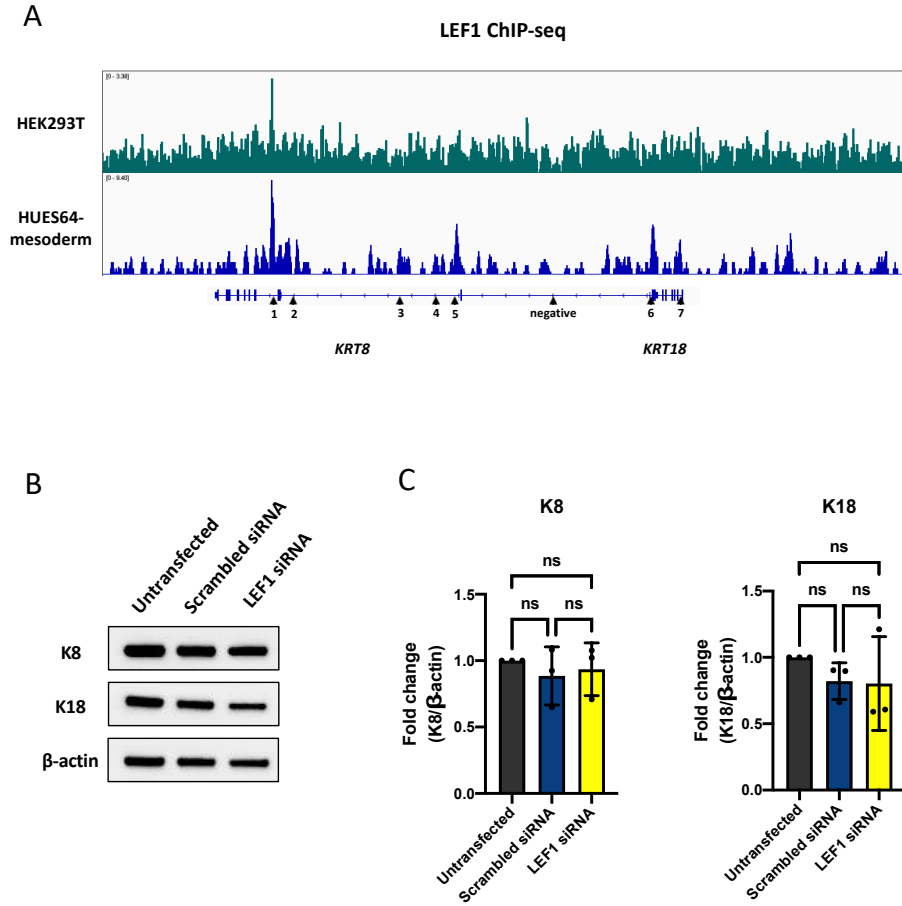 A
LEF1 ChIP-seq
[0 - 3.38]
HEK293T
[0 - 9.40]
HUES64-
mesoderm
1 2 3 4 5 negative 6 7
KRT8 KRT18
B
Untransfected
Scrambled siRNA
LEF1 siRNA
K8
K18
β-actin
C
K8
ns
ns ns
1.5
1.0
0.5
0.0
Fold change
(K8/β-actin)
Untransfected
Scrambled siRNA
LEF1 siRNA
K18
ns
ns ns
1.5
1.0
0.5
0.0
Fold change
(K18/β-actin)
Untransfected
Scrambled siRNA
LEF1 siRNA